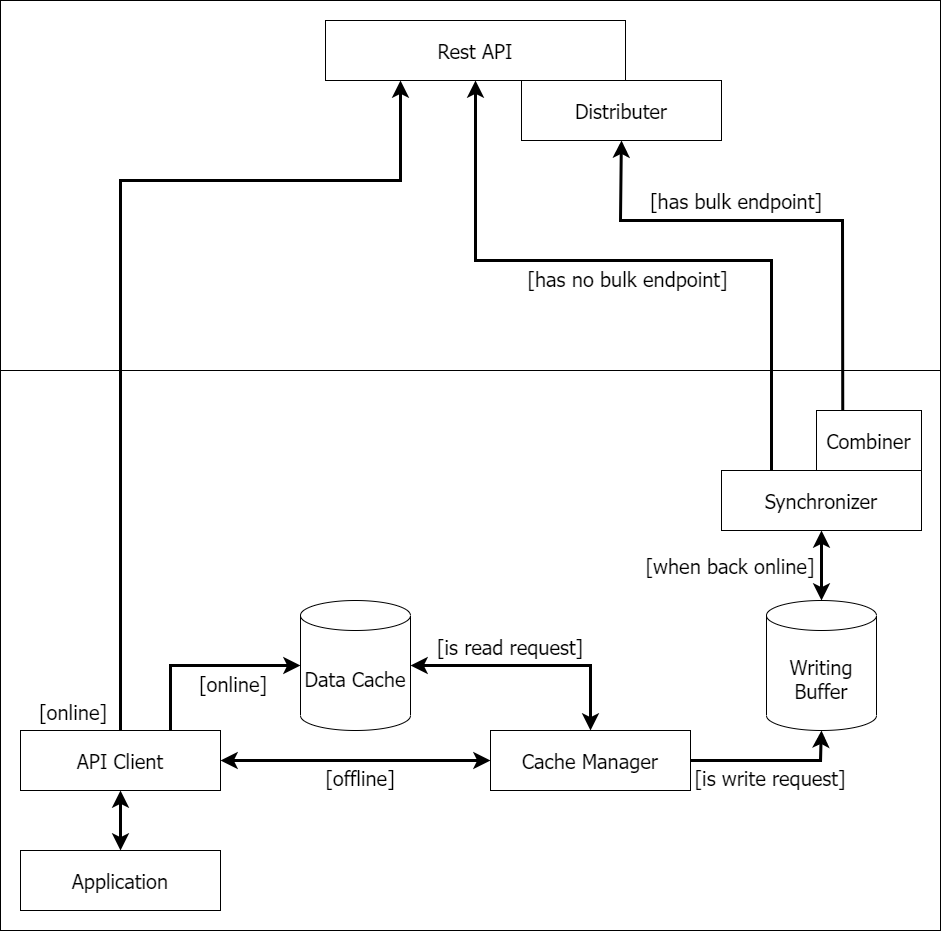 Rest API
Distributer
[has bulk endpoint]
[has no bulk endpoint]
Combiner
Synchronizer
[when back online]
[is read request]
Data Cache
[online]
Writing
Buffer
[online]
API Client
[offline]
Cache Manager
[is write request]
Application